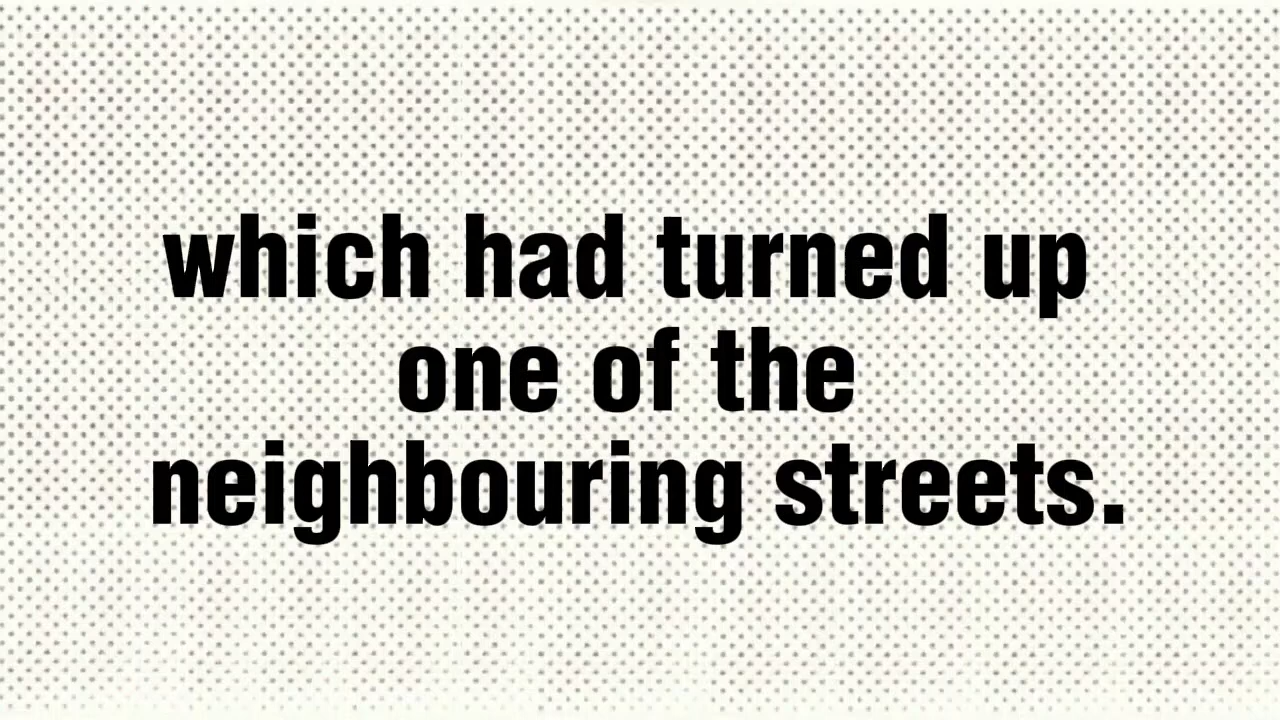 which had turned up
one of the
neighbouring streets.